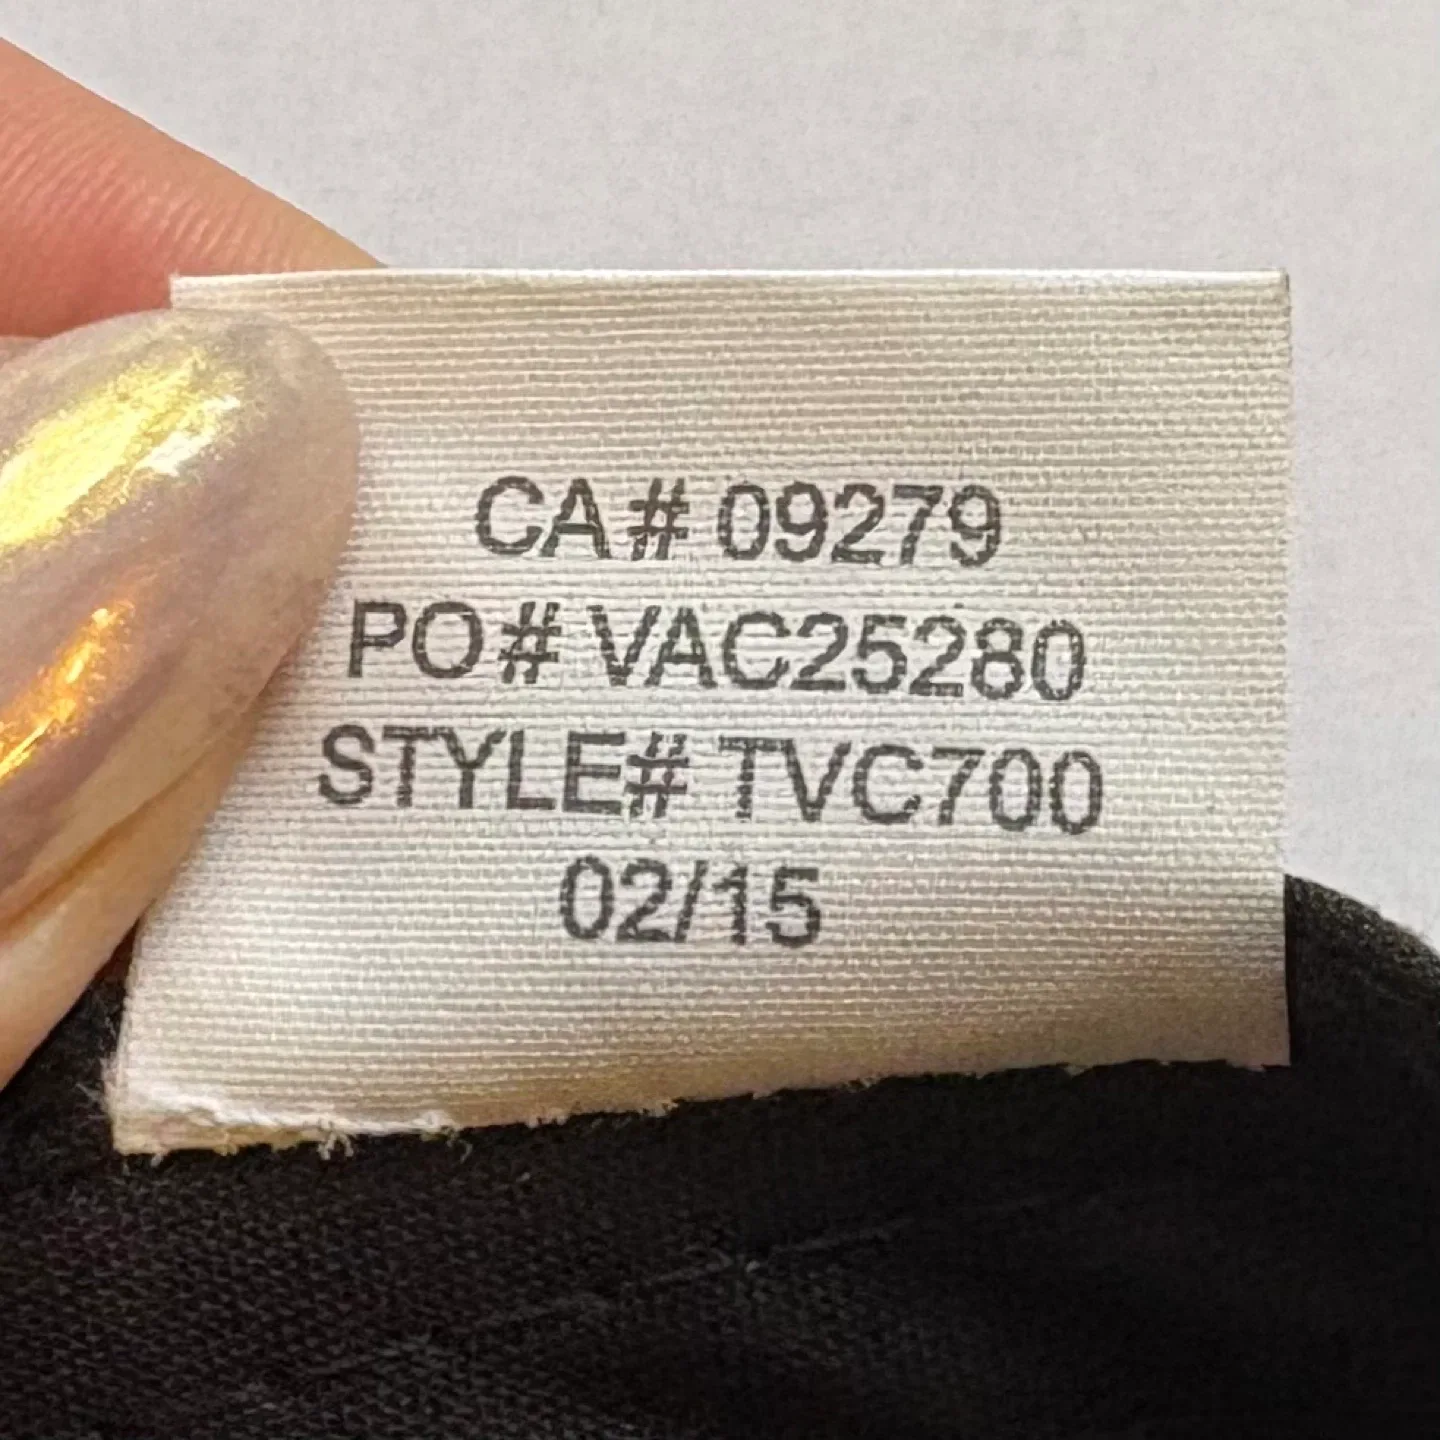 CA# 09279
PO# VAC25280
STYLE# TVC700
02/15